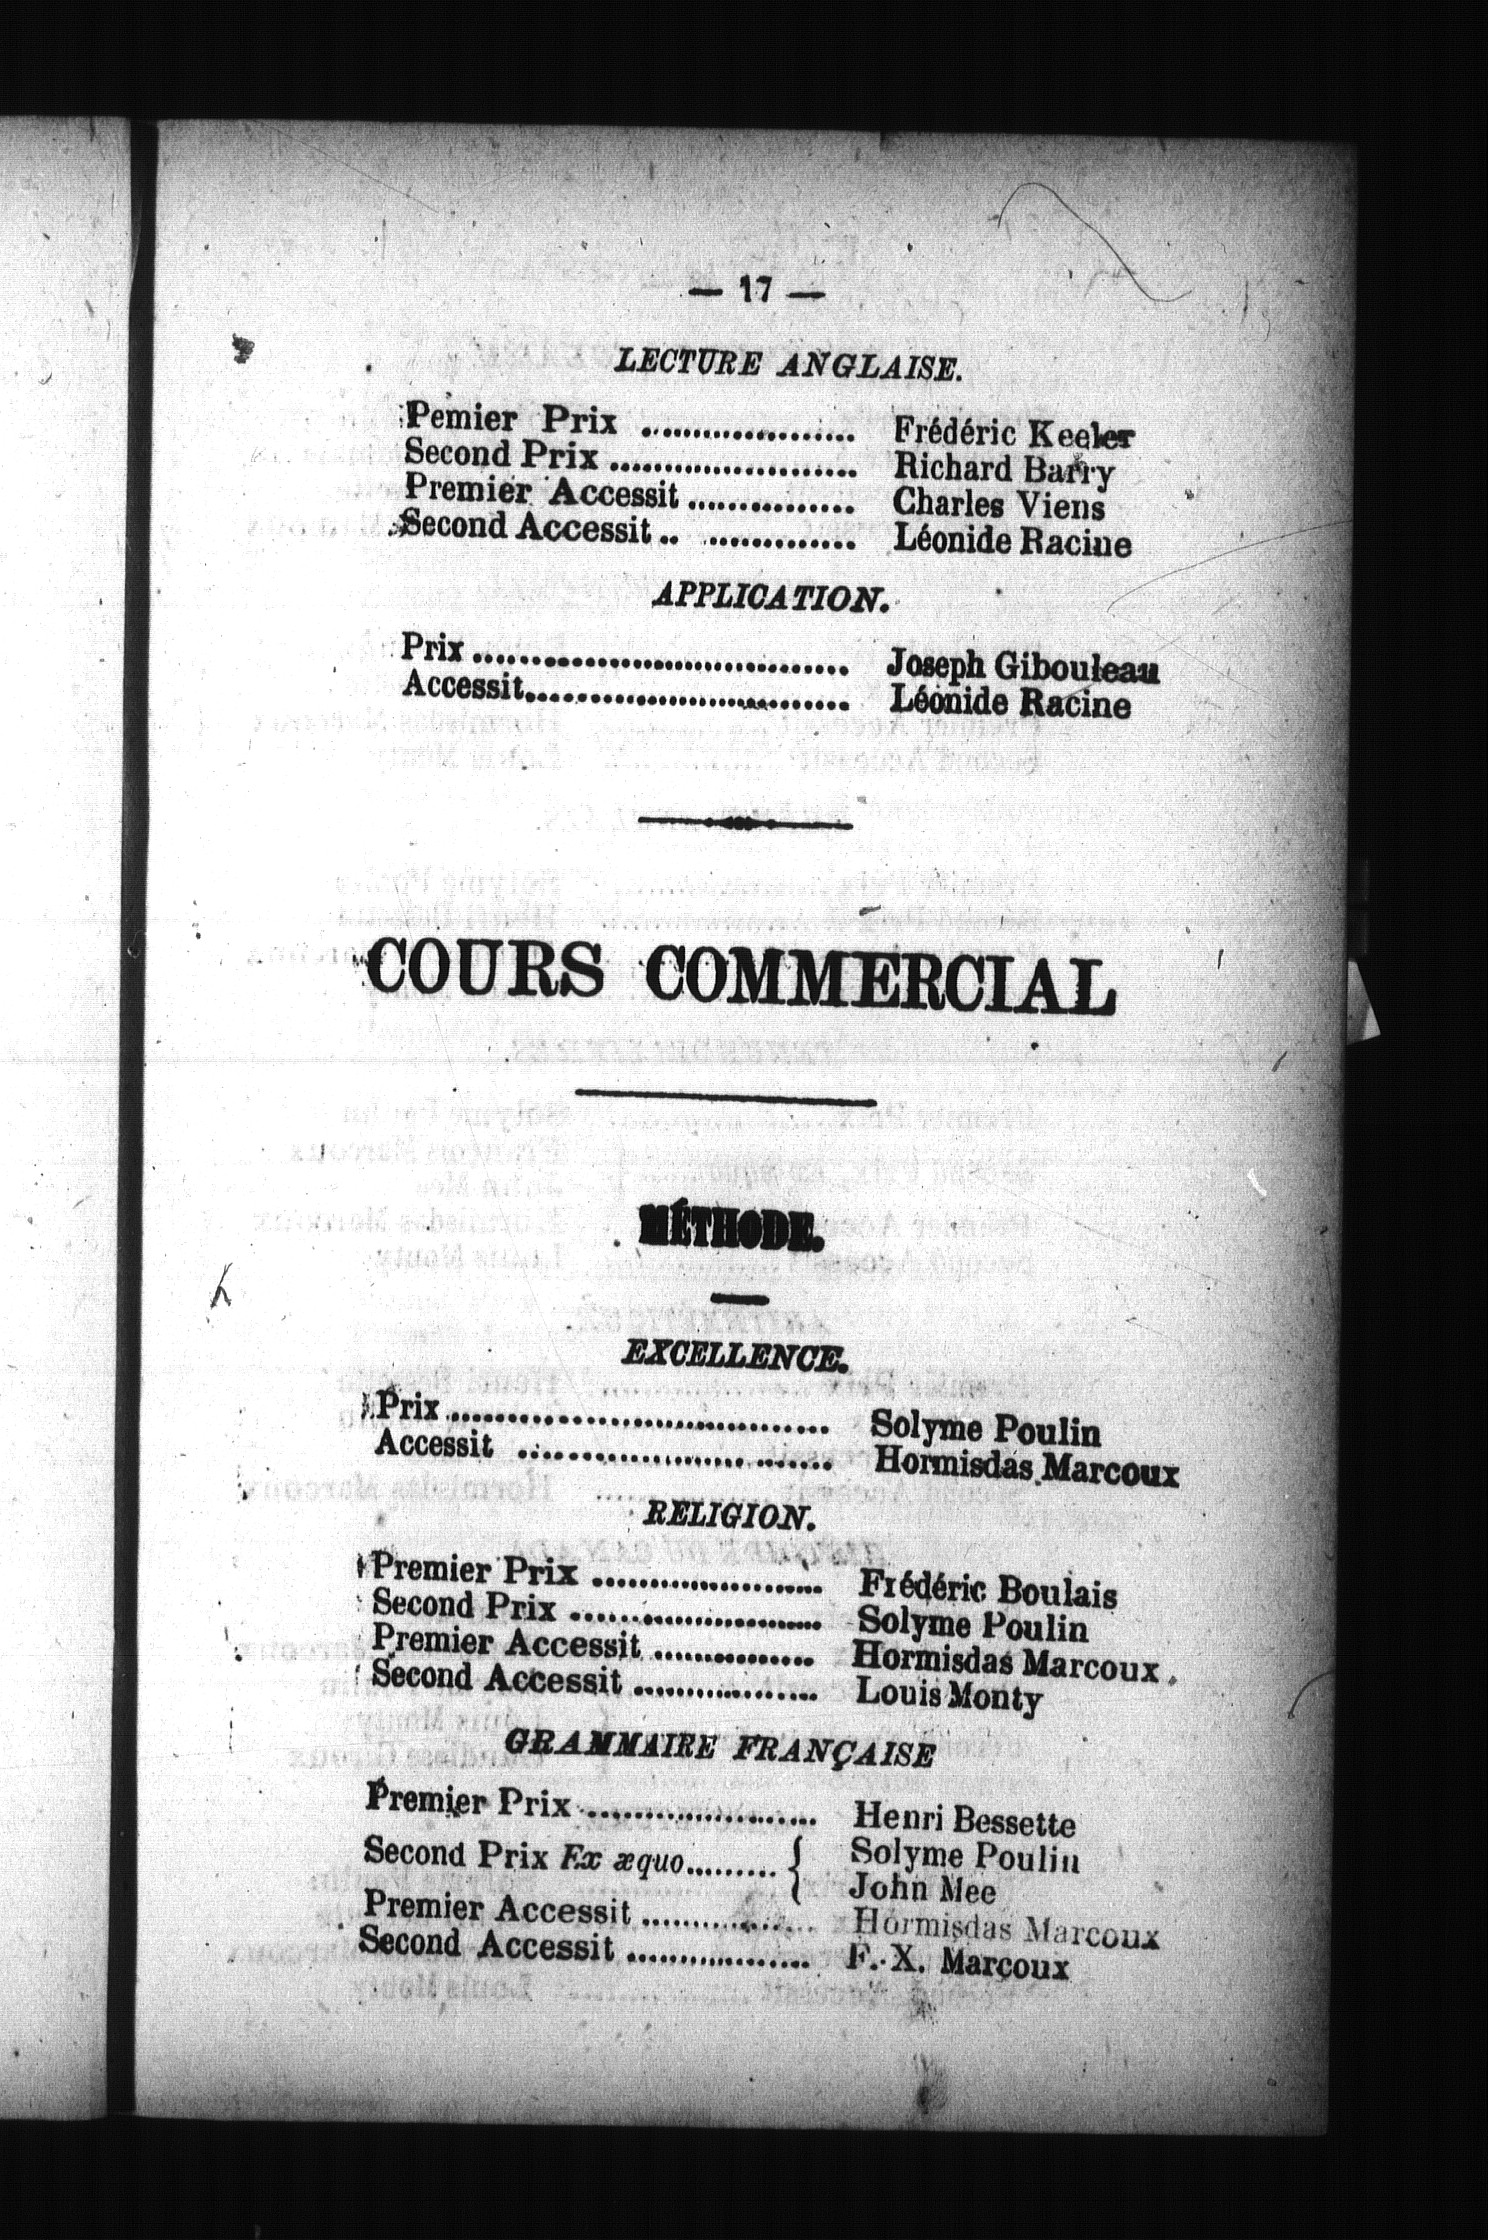 — 17 —
LECTURE ANGLAISE.
Pemier Prix .................... Frédéric Keeler
Second Prix ....................... Richard Barry
Premier Accessit ................ Charles Viens
Second Accessit .. .............. Léonide Racine
APPLICATION.
Prix .................................. Joseph Gibouleau
Accessit .............................. Léonide Racine
COURS COMMERCIAL
MÉTHODE.
EXCELLENCE.
Prix .................................. Solyme Poulin
Accessit .............................. Hormisdas Marcoux
RELIGION.
Premier Prix ...................... Frédéric Boulais
Second Prix ........................ Solyme Poulin
Premier Accessit ................ Hormisdas Marcoux
Second Accessit .................. Louis Monty
GRAMMAIRE FRANÇAISE
Premier Prix ...................... Henri Bessette
Second Prix Ex æquo ......... { Solyme Poulin
John Mee
Premier Accessit ................ Hormisdas Marcoux
Second Accessit .................. F. X. Marcoux